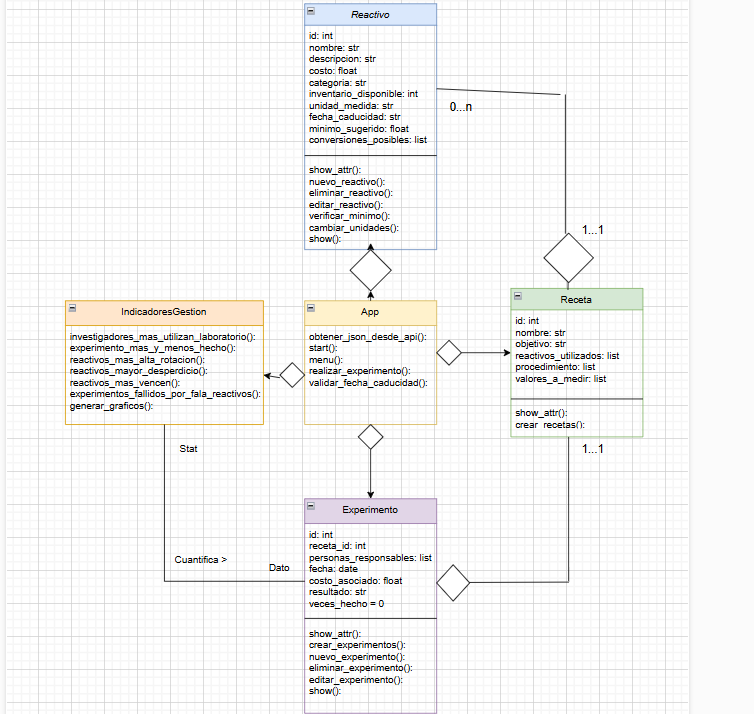 Reactivo
id: int
nombre: str
descripcion: str
costo: float
categoria: str
inventario_disponible: int
unidad_medida: str
fecha_caducidad: str
minimo_sugerido: float
conversiones_posibles: list
show_attr():
nuevo_reactivo():
eliminar_reactivo():
editar_reactivo():
verificar_minimo():
cambiar_unidades():
show():
0...n
1...1
IndicadoresGestion
investigadores_mas_utilizan_laboratorio():
experimento_mas_y_menos_hecho():
reactivos_mas_alta_rotacion():
reactivos_mayor_desperdicio():
reactivos_mas_vencen():
experimentos_fallidos_por_fala_reactivos():
generar_graficos():
App
obtener_json_desde_api():
start():
menu():
realizar_experimento():
validar_fecha_caducidad():
Receta
id: int
nombre: str
objetivo: str
reactivos_utilizados: list
procedimiento: list
valores_a_medir: list
show_attr():
crear_recetas():
1...1
Stat
Cuantifica >
Dato
Experimento
id: int
receta_id: int
personas_responsables: list
fecha: date
costo_asociado: float
resultado: str
veces_hecho = 0
show_attr():
crear_experimentos():
nuevo_experimento():
eliminar_experimento():
editar_experimento():
show():